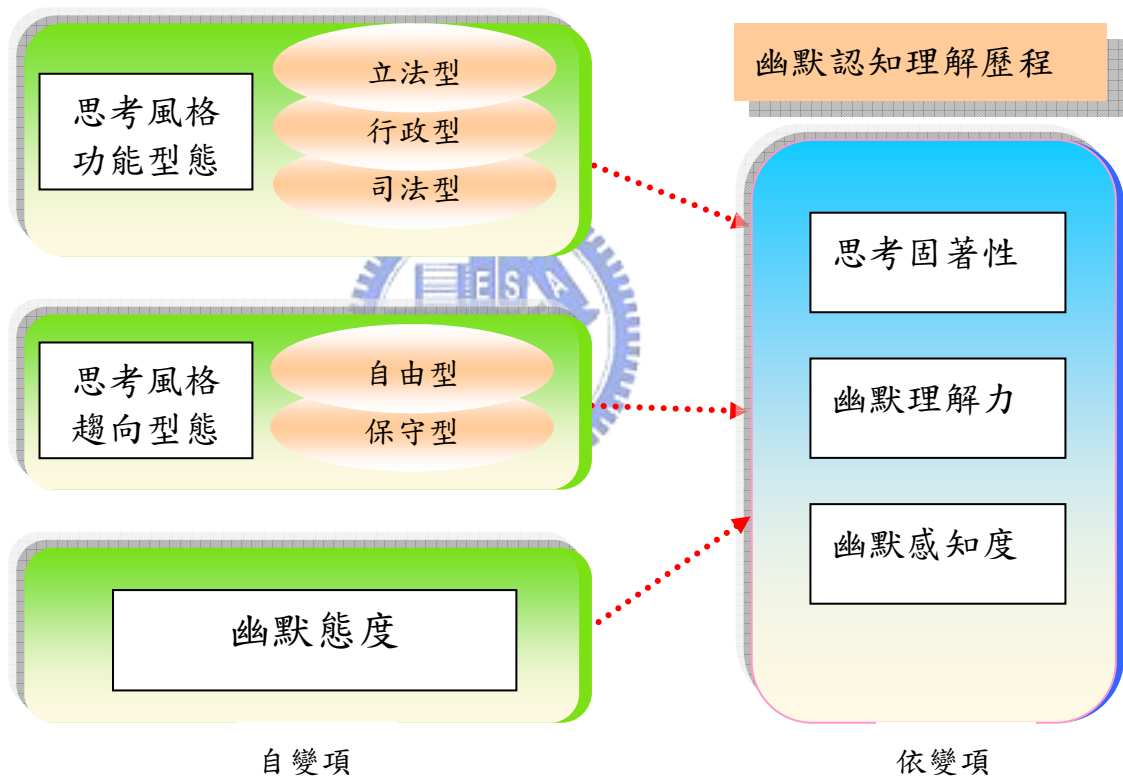 思考風格
功能型態
立法型
行政型
司法型
思考風格
趨向型態
自由型
保守型
幽默態度
自變項
幽默認知理解歷程
思考固著性
幽默理解力
幽默感知度
依變項
ESA